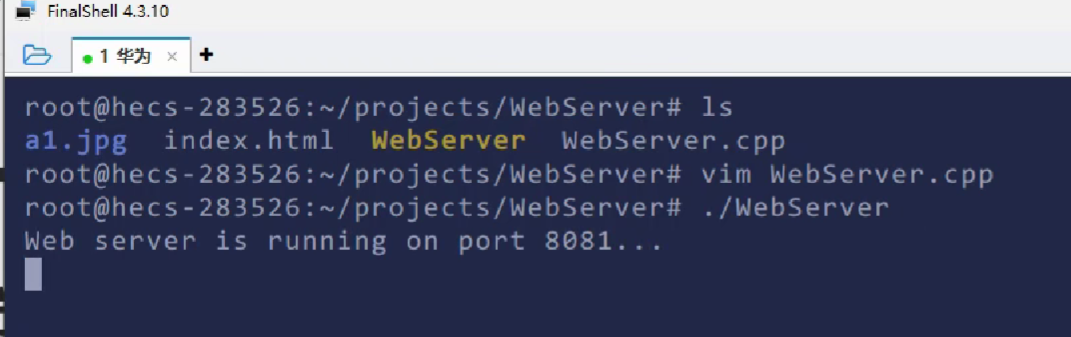 FinalShell 4.3.10
1 华为 × +
root@hecs-283526:~/projects/WebServer# ls
a1.jpg  index.html  WebServer  WebServer.cpp
root@hecs-283526:~/projects/WebServer# vim WebServer.cpp
root@hecs-283526:~/projects/WebServer# ./WebServer
Web server is running on port 8081...